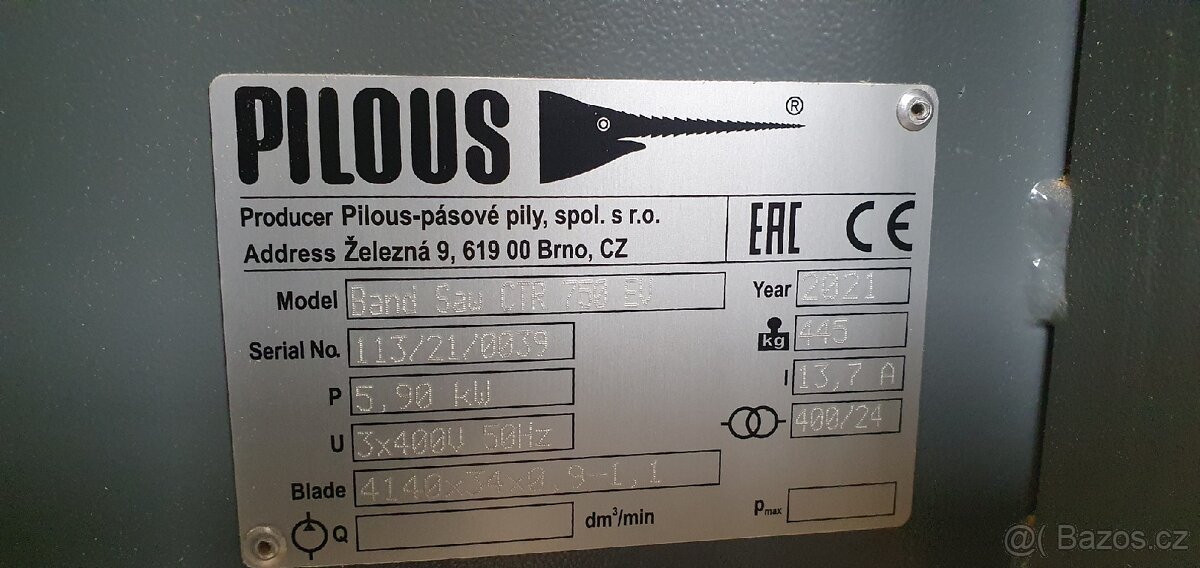 PILOUS ®
Producer Pilous-pásové pily, spol. s r.o.
Address Železná 9, 619 00 Brno, CZ
EAC CE
Model Band Saw CTR 750 BV
Year 2021
Serial No. 113/21/0039
kg 445
P 5,90 kW
I 13,7 A
U 3x400V 50Hz
400/24
Blade 4140x34x0,9-1,1
Q dm³/min
pmax
@( Bazos.cz